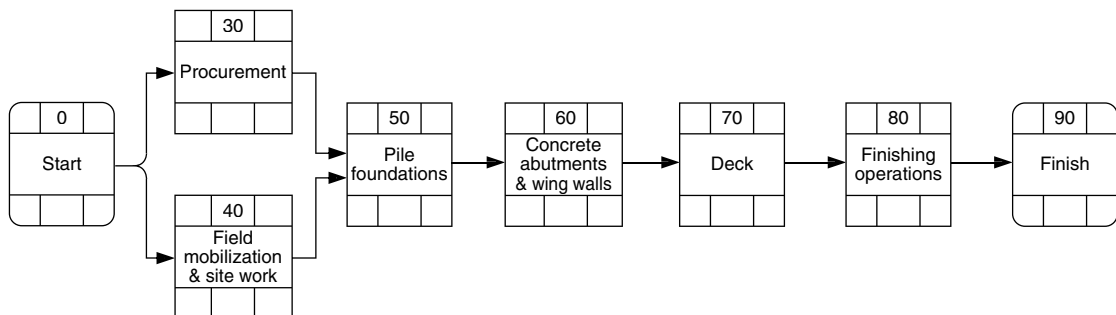 0
Start
30
Procurement
40
Field
mobilization
& site work
50
Pile
foundations
60
Concrete
abutments
& wing walls
70
Deck
80
Finishing
operations
90
Finish